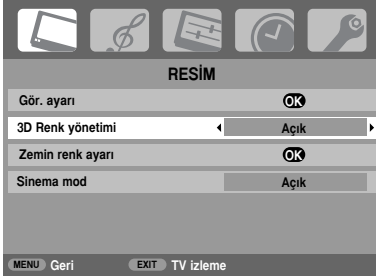 RESİM
Gör. ayarı OK
3D Renk yönetimi Açık
Zemin renk ayarı OK
Sinema mod Açık
MENU Geri EXIT TV izleme